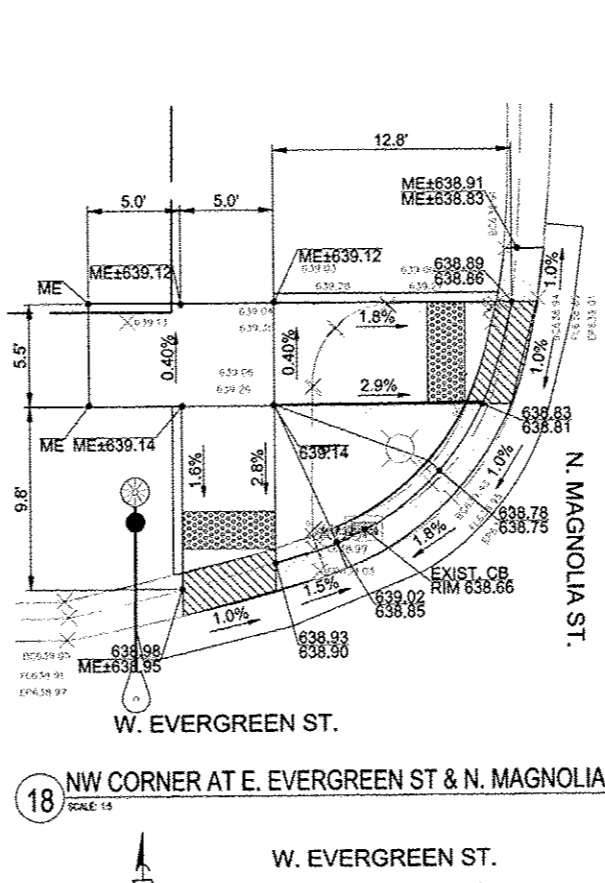 12.8'
ME±638.91
ME±638.83
5.0'
5.0'
ME±639.12
ME±639.12
638.89
638.86
ME
1.0%
1.8%
5.5'
0.40%
0.40%
1.0%
2.9%
ME
ME±639.14
639.14
638.83
638.81
1.6%
2.8%
1.0%
9.8'
638.78
638.75
1.8%
N. MAGNOLIA ST.
EXIST. CB
RIM 638.66
1.5%
639.02
638.85
1.0%
638.93
638.90
638.98
ME±638.95
W. EVERGREEN ST.
18
NW CORNER AT E. EVERGREEN ST & N. MAGNOLIA
W. EVERGREEN ST.